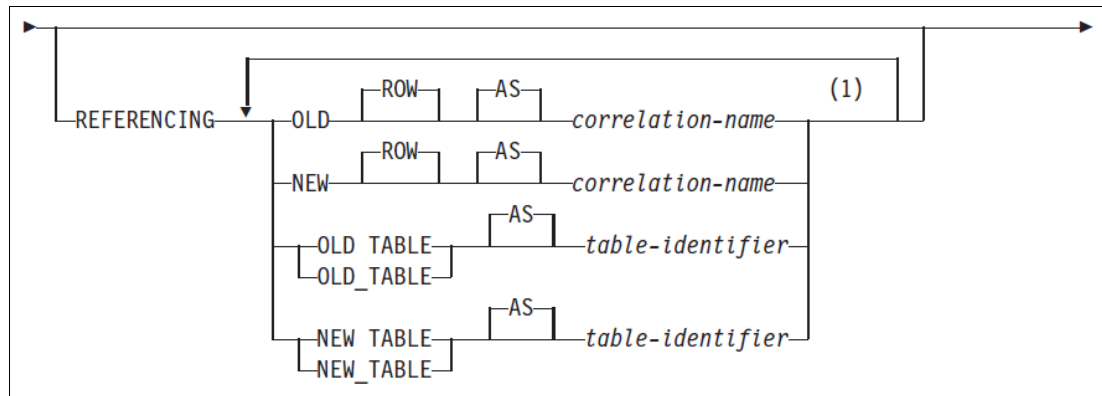 ROW AS (1)
REFERENCING OLD correlation-name
ROW AS
NEW correlation-name
AS
OLD TABLE table-identifier
OLD_TABLE
AS
NEW TABLE table-identifier
NEW_TABLE